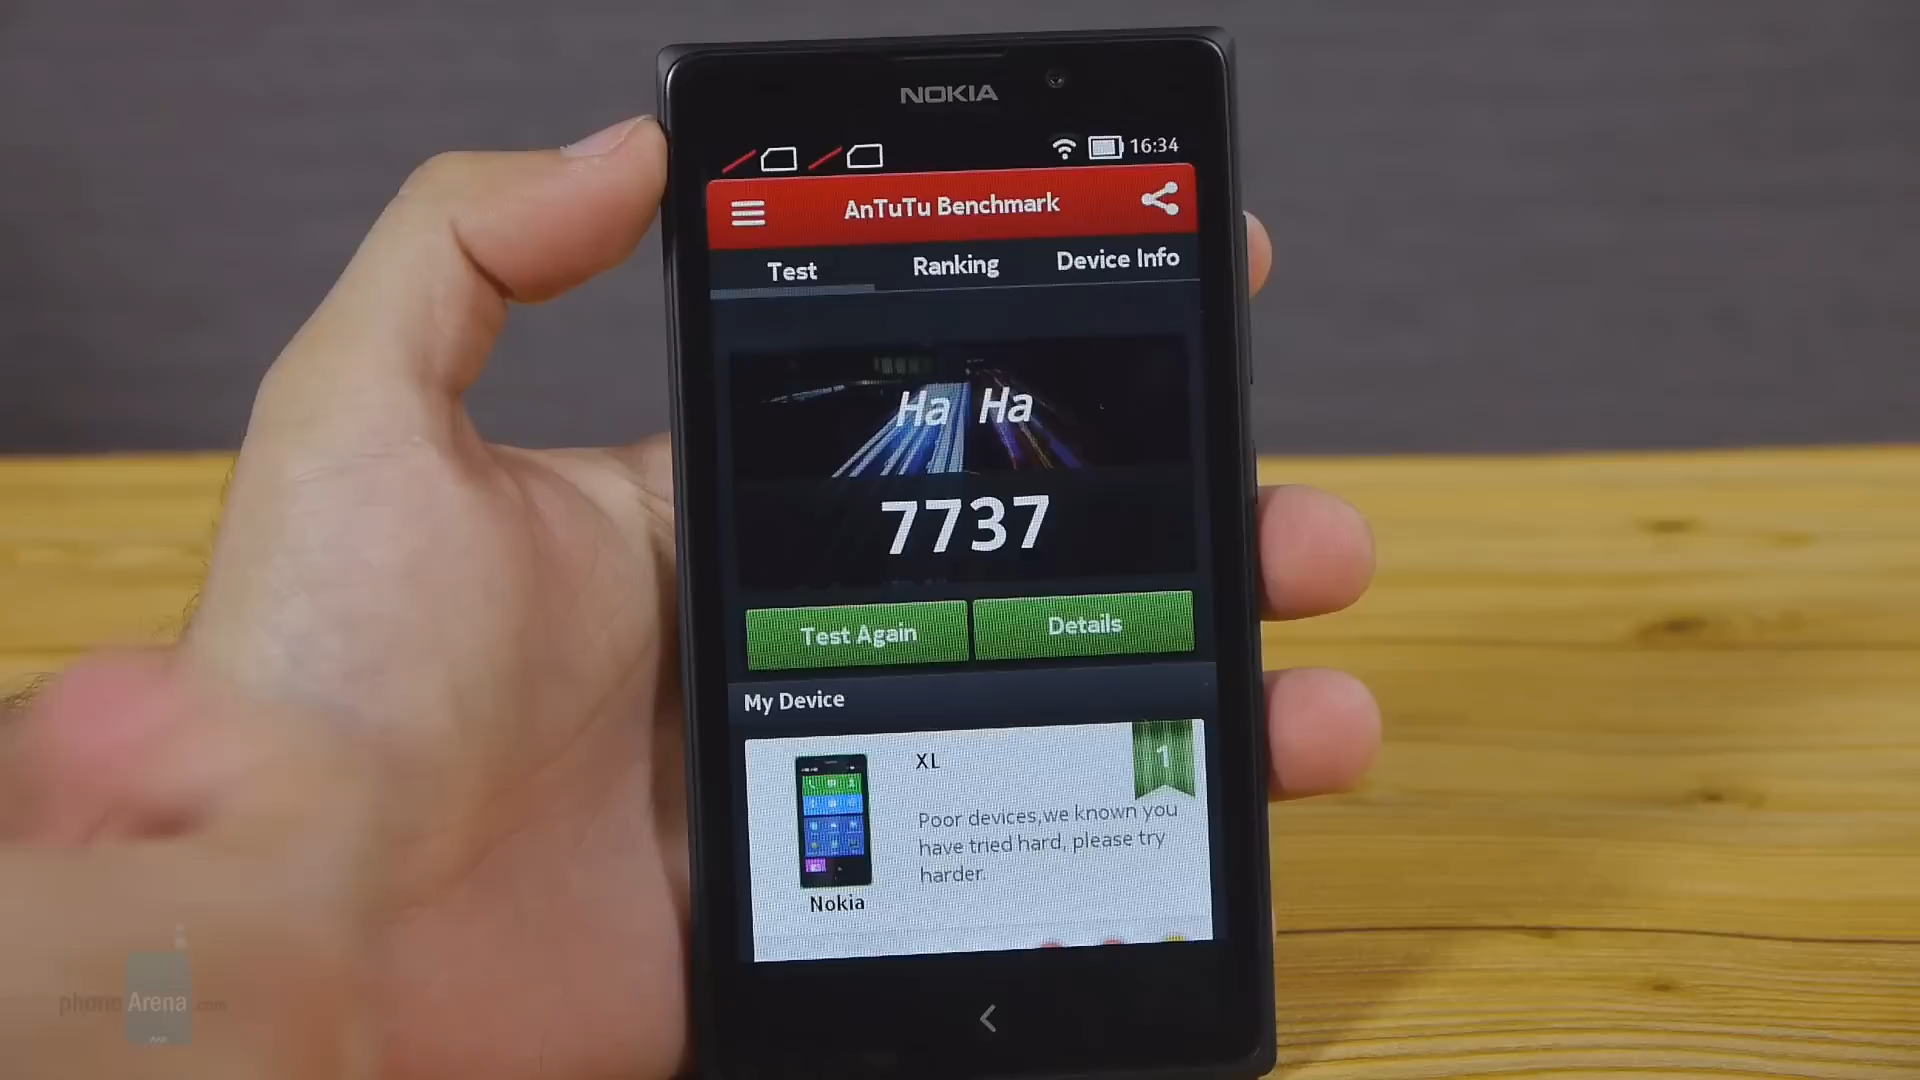 NOKIA
16:34
AnTuTu Benchmark
Test Ranking Device Info
Ha Ha
7737
Test Again Details
My Device
XL
1
Poor devices,we known you
have tried hard, please try
harder.
Nokia
phoneArena.com